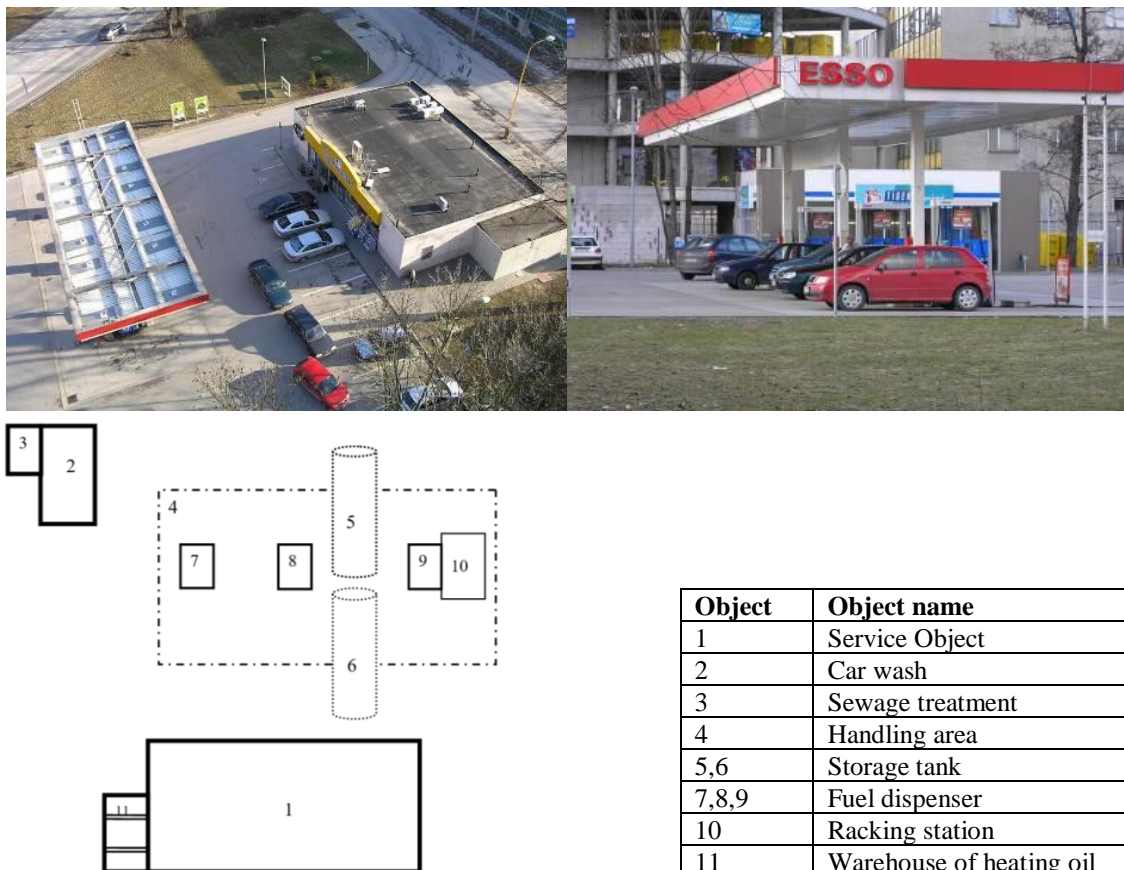 ESSO
3
2
4
5
7
8
9
10
6
11
1
Object Object name
1 Service Object
2 Car wash
3 Sewage treatment
4 Handling area
5,6 Storage tank
7,8,9 Fuel dispenser
10 Racking station
11 Warehouse of heating oil